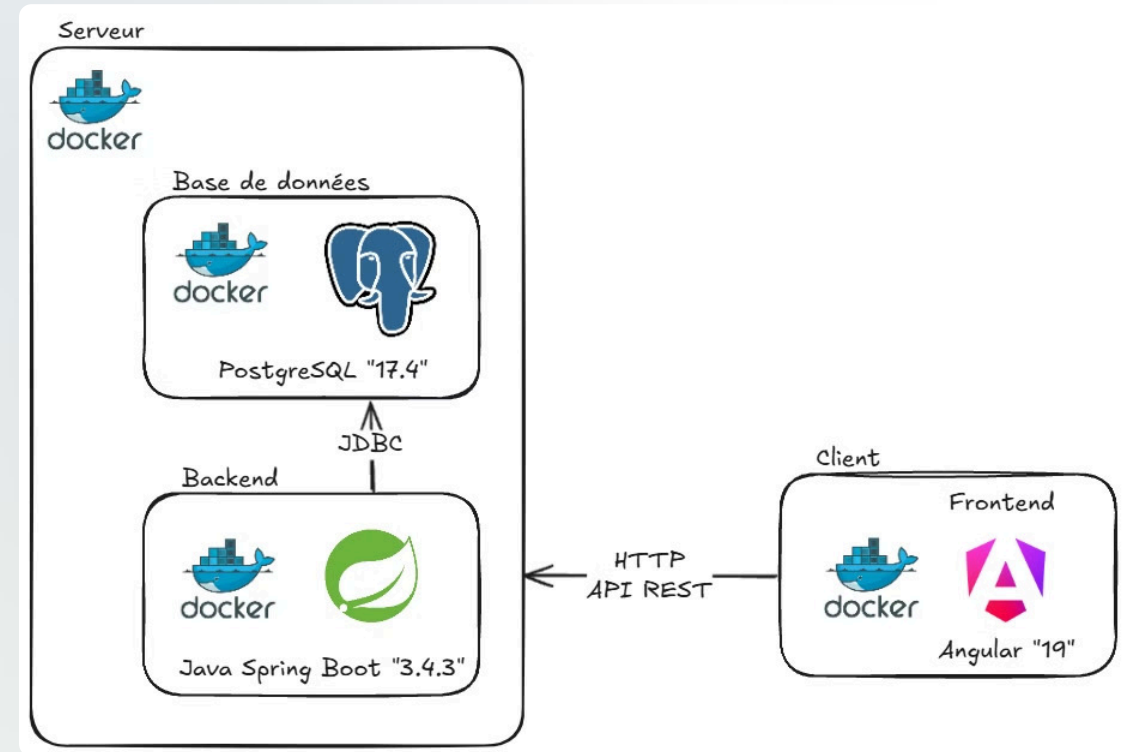 Serveur
docker
Base de données
docker
PostgreSQL "17.4"
JDBC
Backend
docker
Java Spring Boot "3.4.3"
HTTP
API REST
Client
Frontend
docker
Angular "19"